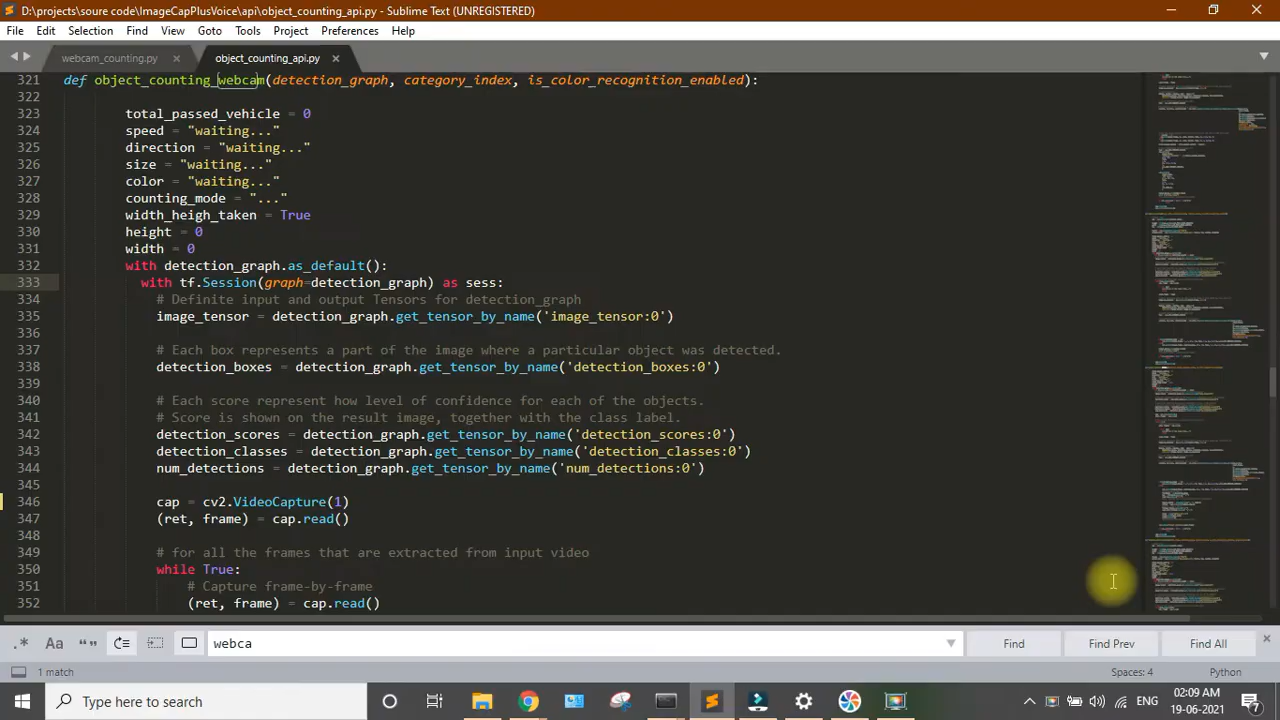 D:\projects\soure code\ImageCapPlusVoice\api\object_counting_api.py - Sublime Text (UNREGISTERED)
File Edit Selection Find View Goto Tools Project Preferences Help
webcam_counting.py × object_counting_api.py ×
321 def object_counting_webcam(detection_graph, category_index, is_color_recognition_enabled):
322
323 total_passed_vehicle = 0
324 speed = "waiting..."
325 direction = "waiting..."
326 size = "waiting..."
327 color = "waiting..."
328 counting_mode = "..."
329 width_heigh_taken = True
330 height = 0
331 width = 0
332 with detection_graph.as_default():
333 with tf.Session(graph=detection_graph) as sess:
334 # Definite input and output Tensors for detection_graph
335 image_tensor = detection_graph.get_tensor_by_name('image_tensor:0')
336
337 # Each box represents a part of the image where a particular object was detected.
338 detection_boxes = detection_graph.get_tensor_by_name('detection_boxes:0')
339
340 # Each score represent how level of confidence for each of the objects.
341 # Score is shown on the result image, together with the class label.
342 detection_scores = detection_graph.get_tensor_by_name('detection_scores:0')
343 detection_classes = detection_graph.get_tensor_by_name('detection_classes:0')
344 num_detections = detection_graph.get_tensor_by_name('num_detections:0')
345
346 cap = cv2.VideoCapture(1)
347 (ret, frame) = cap.read()
348
349 # for all the frames that are extracted from input video
350 while True:
351 # Capture frame-by-frame
352 (ret, frame) = cap.read()
.* Aa “” webca Find Find Prev Find All ×
1 match Spaces: 4 Python
Type here to search ENG 02:09 AM
19-06-2021 7